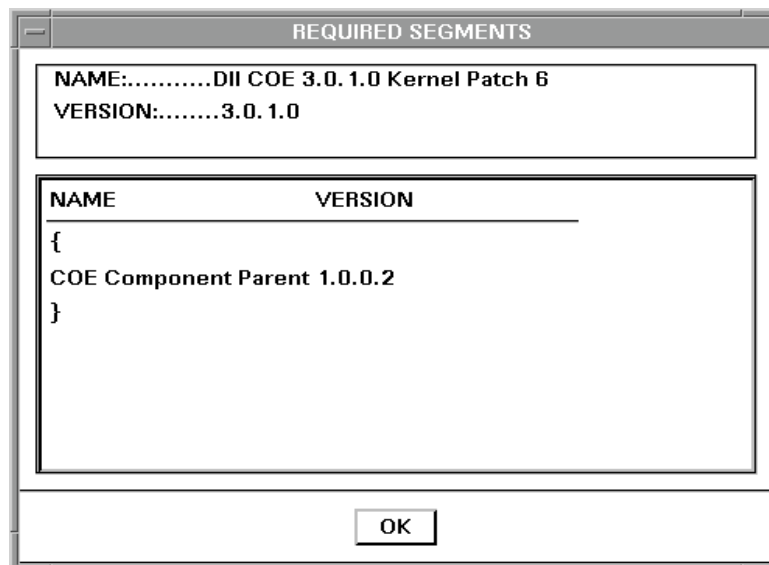 REQUIRED SEGMENTS
NAME:...........DII COE 3.0.1.0 Kernel Patch 6
VERSION:........3.0.1.0
NAME VERSION
{
COE Component Parent 1.0.0.2
}
OK